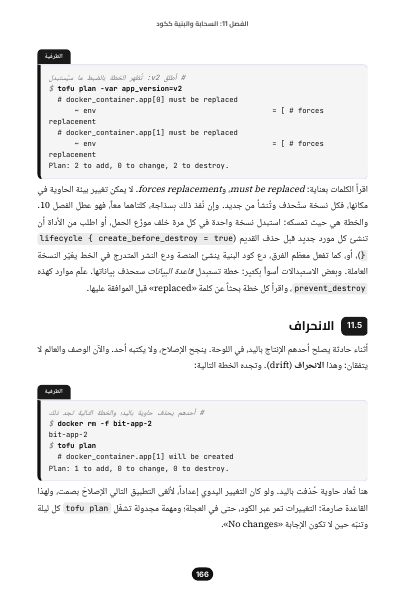 الفصل 11: السحابة والبنية ككود
الطرفية
# أطلق v2: تُظهر الخطة بالضبط ما سيُستبدل
$ tofu plan -var app_version=v2
# docker_container.app[0] must be replaced
~ env = [ # forces
replacement
# docker_container.app[1] must be replaced
~ env = [ # forces
replacement
Plan: 2 to add, 0 to change, 2 to destroy.
اقرأ الكلمات بعناية: must be replaced، وforces replacement. لا يمكن تغيير بيئة الحاوية في
مكانها، فكل نسخة ستُحذف وتُنشأ من جديد. وإن نُفذ ذلك بسذاجة، كلتاهما معاً، فهو عطل الفصل 10.
والخطة هي حيث تمسكه: استبدل نسخة واحدة في كل مرة خلف موزّع الحمل، أو اطلب من الأداة أن
تنشئ كل مورد جديد قبل حذف القديم (lifecycle { create_before_destroy = true
})، أو، كما تفعل معظم الفرق، دع كود البنية ينشئ المنصة ودع النشر المتدرج في الخط يغيّر النسخة
العاملة. وبعض الاستبدالات أسوأ بكثير: خطة تستبدل قاعدة البيانات ستحذف بياناتها. علّم موارد كهذه
prevent_destroy، واقرأ كل خطة بحثاً عن كلمة «replaced» قبل الموافقة عليها.
11.5 الانحراف
أثناء حادثة يصلح أحدهم الإنتاج باليد، في اللوحة. ينجح الإصلاح، ولا يكتبه أحد. والآن الوصف والعالم لا
يتفقان: وهذا الانحراف (drift). وتجده الخطة التالية:
الطرفية
# أحدهم يحذف حاوية باليد؛ والخطة التالية تجد ذلك
$ docker rm -f bit-app-2
bit-app-2
$ tofu plan
# docker_container.app[1] will be created
Plan: 1 to add, 0 to change, 0 to destroy.
هنا تُعاد حاوية حُذفت باليد. ولو كان التغيير اليدوي إعداداً، لألغى التطبيق التالي الإصلاحَ بصمت، ولهذا
القاعدة صارمة: التغييرات تمر عبر الكود، حتى في العجلة؛ ومهمة مجدولة تشغّل tofu plan كل ليلة
وتنبّه حين لا تكون الإجابة «No changes».
166